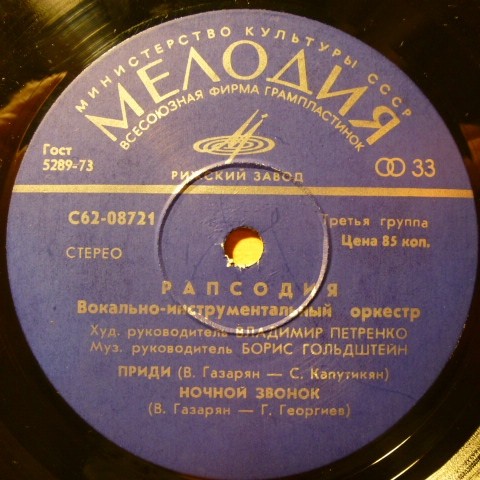 МИНИСТЕРСТВО КУЛЬТУРЫ СССР
МЕЛОДИЯ
ВСЕСОЮЗНАЯ ФИРМА ГРАМПЛАСТИНОК
Гост
5289-73
33
РИЖСКИЙ ЗАВОД
С62-08721
Третья группа
Цена 85 коп.
СТЕРЕО
РАПСОДИЯ
Вокально-инструментальный оркестр
Худ. руководитель ВЛАДИМИР ПЕТРЕНКО
Муз. руководитель БОРИС ГОЛЬДШТЕЙН
ПРИДИ (В. Газарян — С. Капутикян)
НОЧНОЙ ЗВОНОК
(В. Газарян — Г. Георгиев)